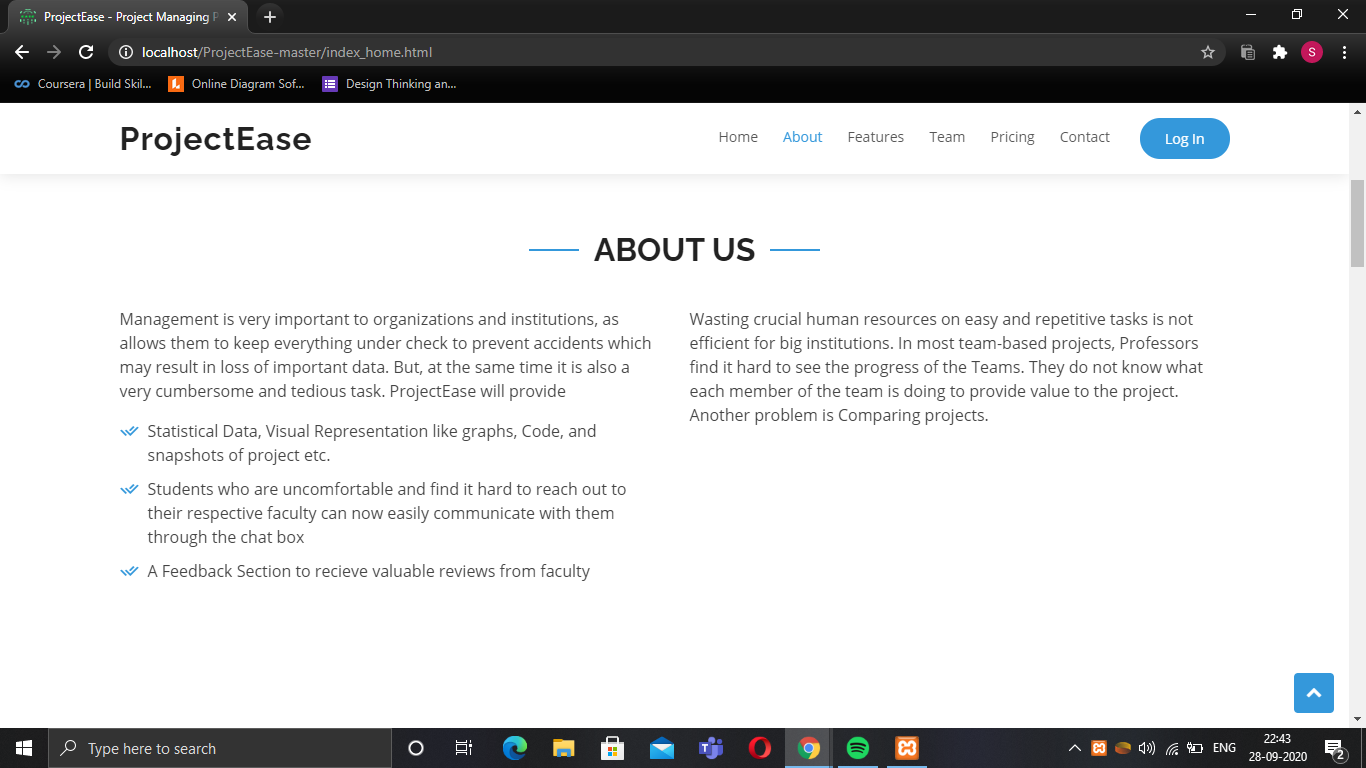 ProjectEase - Project Managing P
localhost/ProjectEase-master/index_home.html
S
Coursera | Build Skil...
Online Diagram Sof...
Design Thinking an...
ProjectEase
Home
About
Features
Team
Pricing
Contact
Log In
ABOUT US
Management is very important to organizations and institutions, as
allows them to keep everything under check to prevent accidents which
may result in loss of important data. But, at the same time it is also a
very cumbersome and tedious task. ProjectEase will provide
Statistical Data, Visual Representation like graphs, Code, and
snapshots of project etc.
Students who are uncomfortable and find it hard to reach out to
their respective faculty can now easily communicate with them
through the chat box
A Feedback Section to recieve valuable reviews from faculty
Wasting crucial human resources on easy and repetitive tasks is not
efficient for big institutions. In most team-based projects, Professors
find it hard to see the progress of the Teams. They do not know what
each member of the team is doing to provide value to the project.
Another problem is Comparing projects.
Type here to search
ENG
22:43
28-09-2020
2